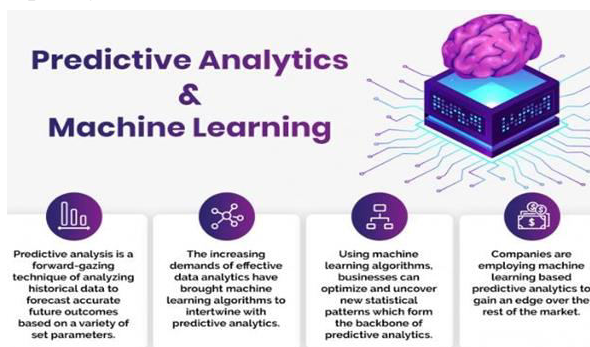 Predictive Analytics
&
Machine Learning
Predictive analysis is a
forward-gazing
technique of analyzing
historical data to
forecast accurate
future outcomes
based on a variety of
set parameters.
The increasing
demands of effective
data analytics have
brought machine
learning algorithms to
intertwine with
predictive analytics.
Using machine
learning algorithms,
businesses can
optimize and uncover
new statistical
patterns which form
the backbone of
predictive analytics.
Companies are
employing machine
learning based
predictive analytics to
gain an edge over the
rest of the market.